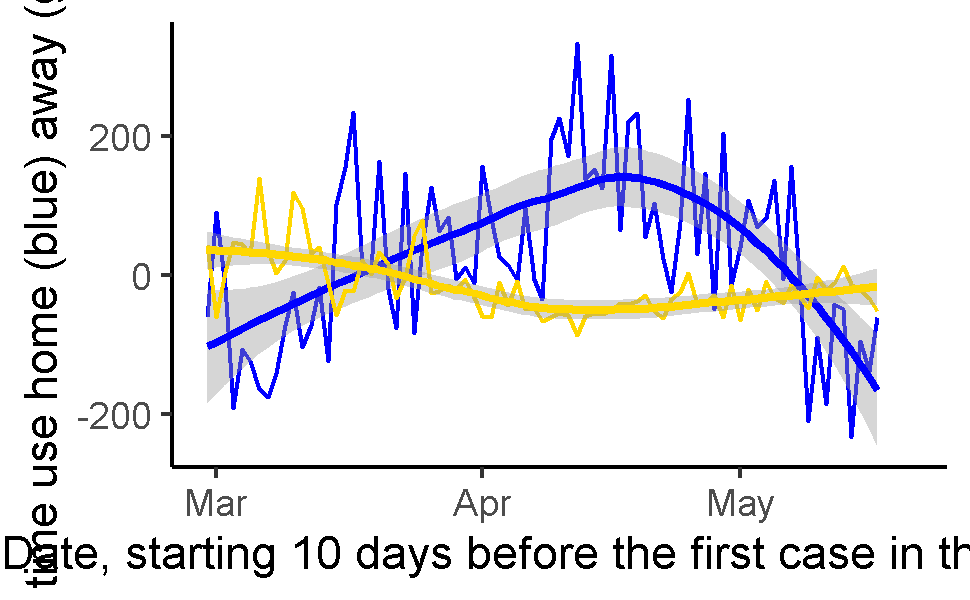 time use home (blue) away (
200
0
-200
Mar Apr May
Date, starting 10 days before the first case in th